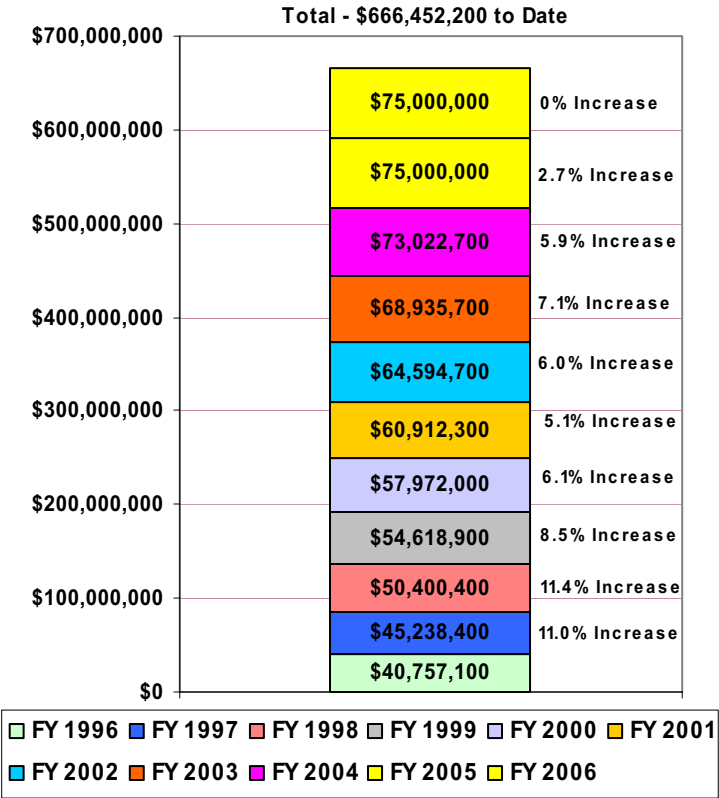 Total - $666,452,200 to Date
$700,000,000
$75,000,000 0% Increase
$600,000,000
$75,000,000 2.7% Increase
$500,000,000
$73,022,700 5.9% Increase
$68,935,700 7.1% Increase
$400,000,000
$64,594,700 6.0% Increase
$300,000,000
$60,912,300 5.1% Increase
$57,972,000 6.1% Increase
$200,000,000
$54,618,900 8.5% Increase
$100,000,000
$50,400,400 11.4% Increase
$45,238,400 11.0% Increase
$40,757,100
$0
FY 1996 FY 1997 FY 1998 FY 1999 FY 2000 FY 2001
FY 2002 FY 2003 FY 2004 FY 2005 FY 2006